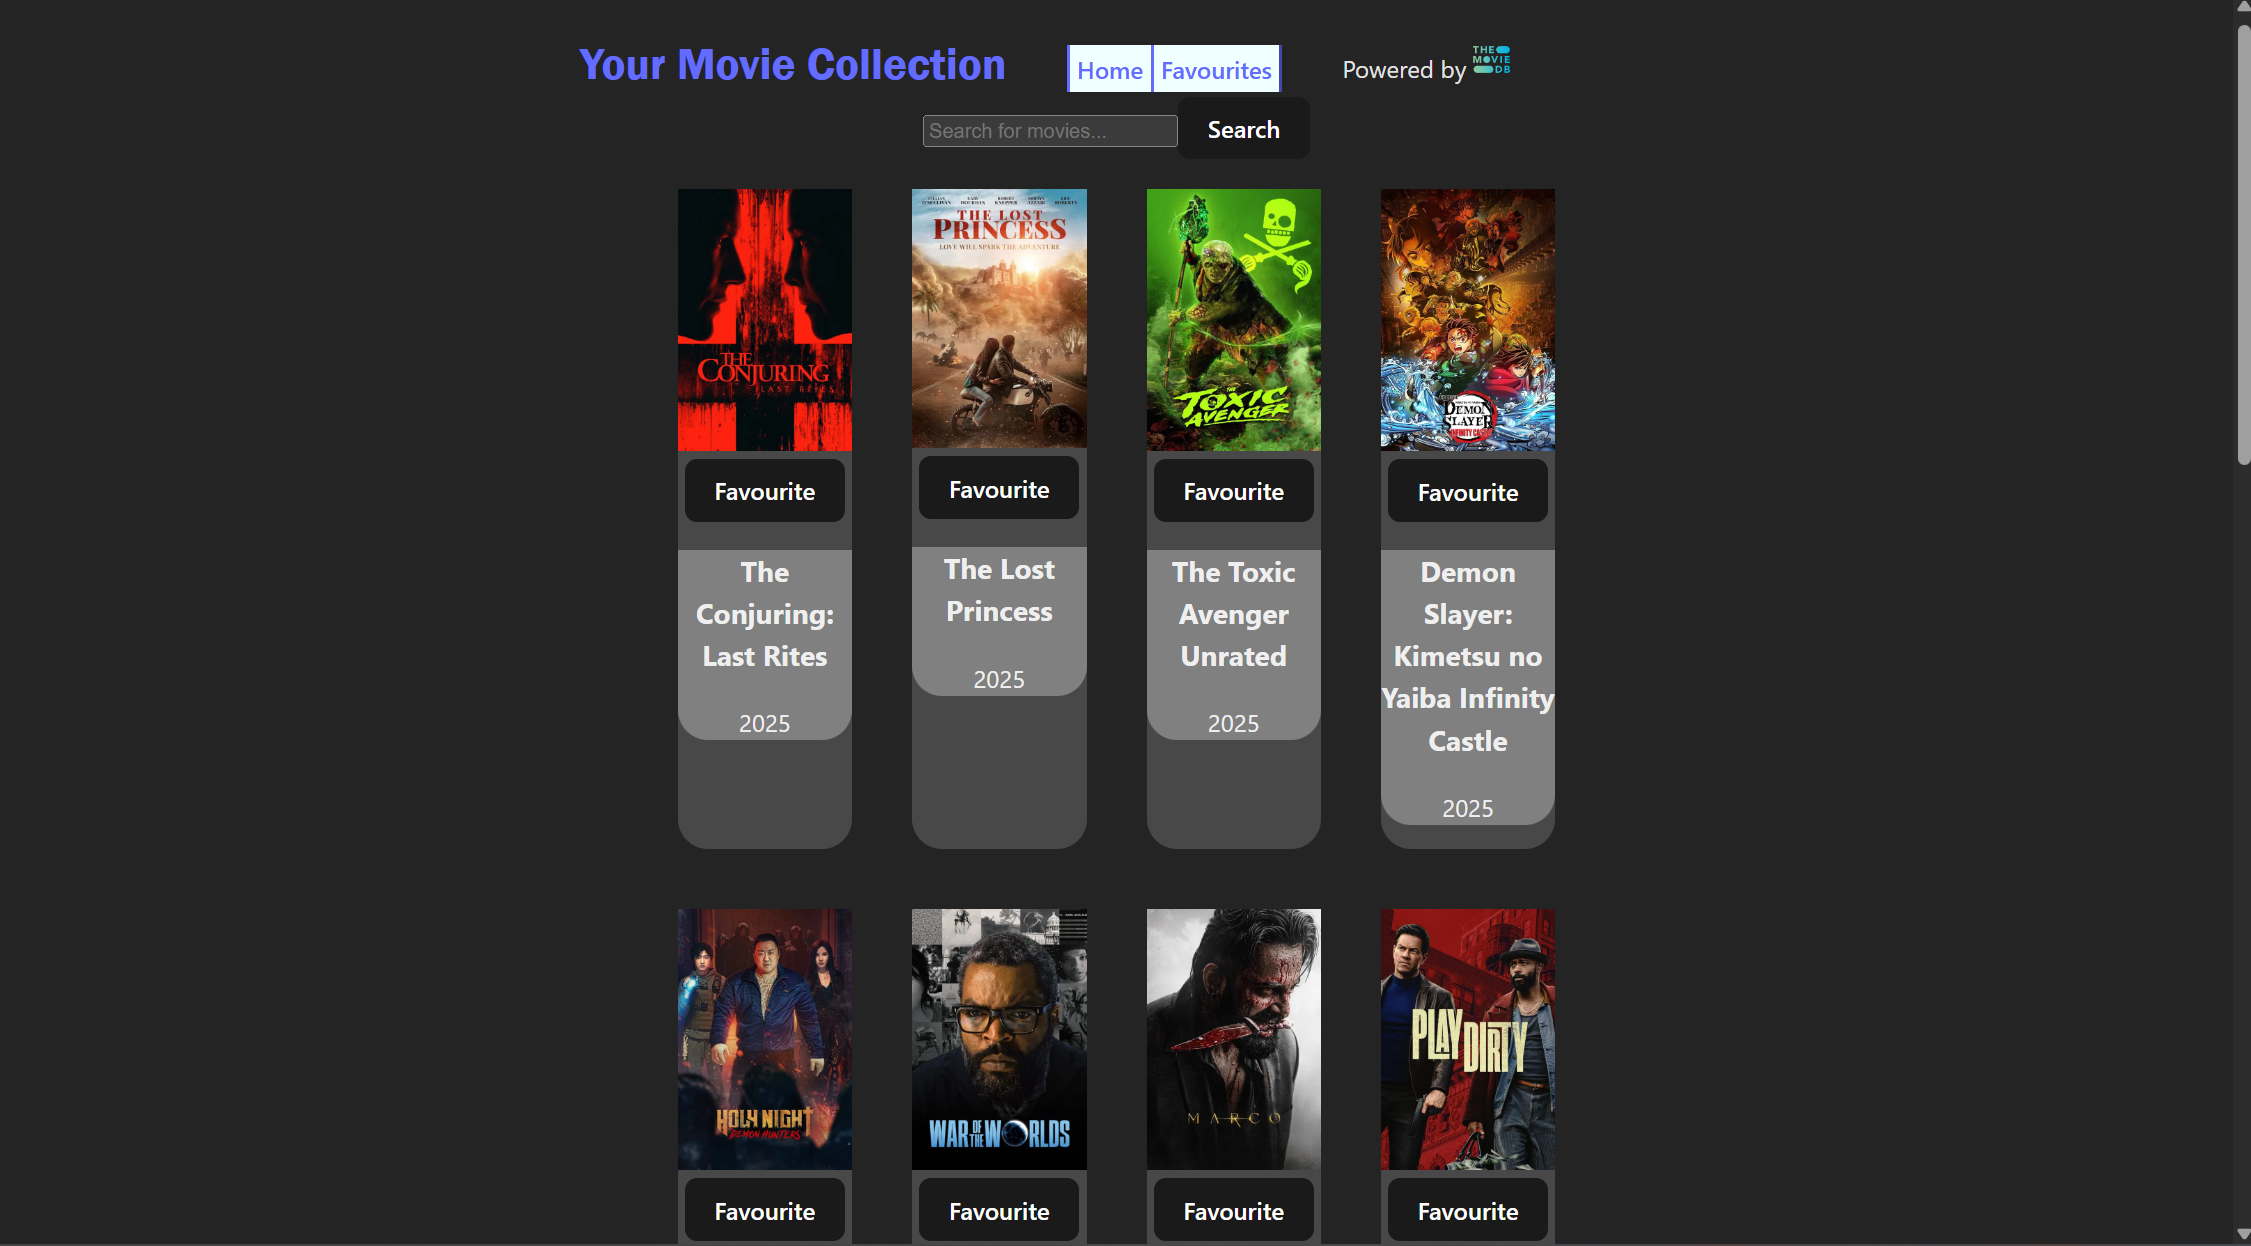 Your Movie Collection
Home
Favourites
Powered by
THE
MOVIE
DB
Search for movies...
Search
THE
CONJURING
LAST RITES
THE LOST
PRINCESS
LOVE WILL SPARK THE ADVENTURE
THE
TOXIC
AVENGER
DEMON
SLAYER
INFINITY CASTLE
Favourite
Favourite
Favourite
Favourite
The
Conjuring:
Last Rites
2025
The Lost
Princess
2025
The Toxic
Avenger
Unrated
2025
Demon
Slayer:
Kimetsu no
Yaiba Infinity
Castle
2025
HOLY NIGHT
DEMON HUNTERS
WAR OF THE WORLDS
MARCO
PLAY DIRTY
Favourite
Favourite
Favourite
Favourite